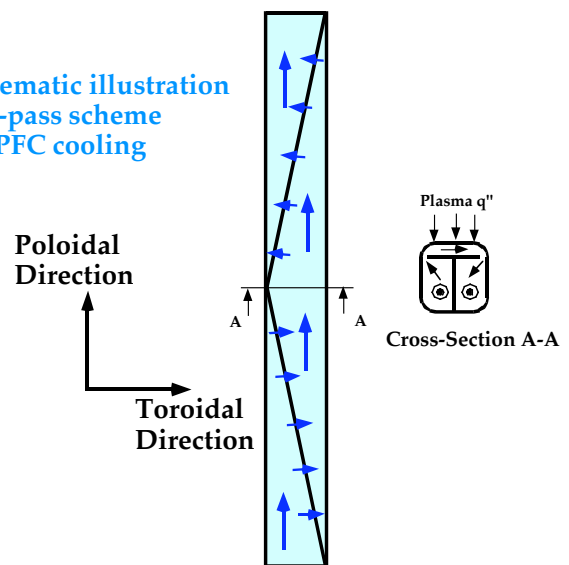 ematic illustration
-pass scheme
PFC cooling
Poloidal
Direction
Toroidal
Direction
A
A
Plasma q"
Cross-Section A-A